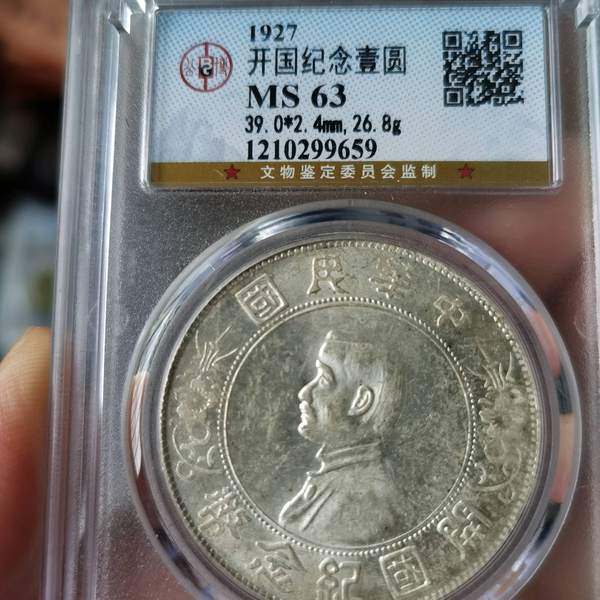 1927
开国纪念壹圆
MS 63
39.0*2.4mm,26.8g
1210299659
★ 文物鉴定委员会监制 ★
中華民國
開國紀念幣